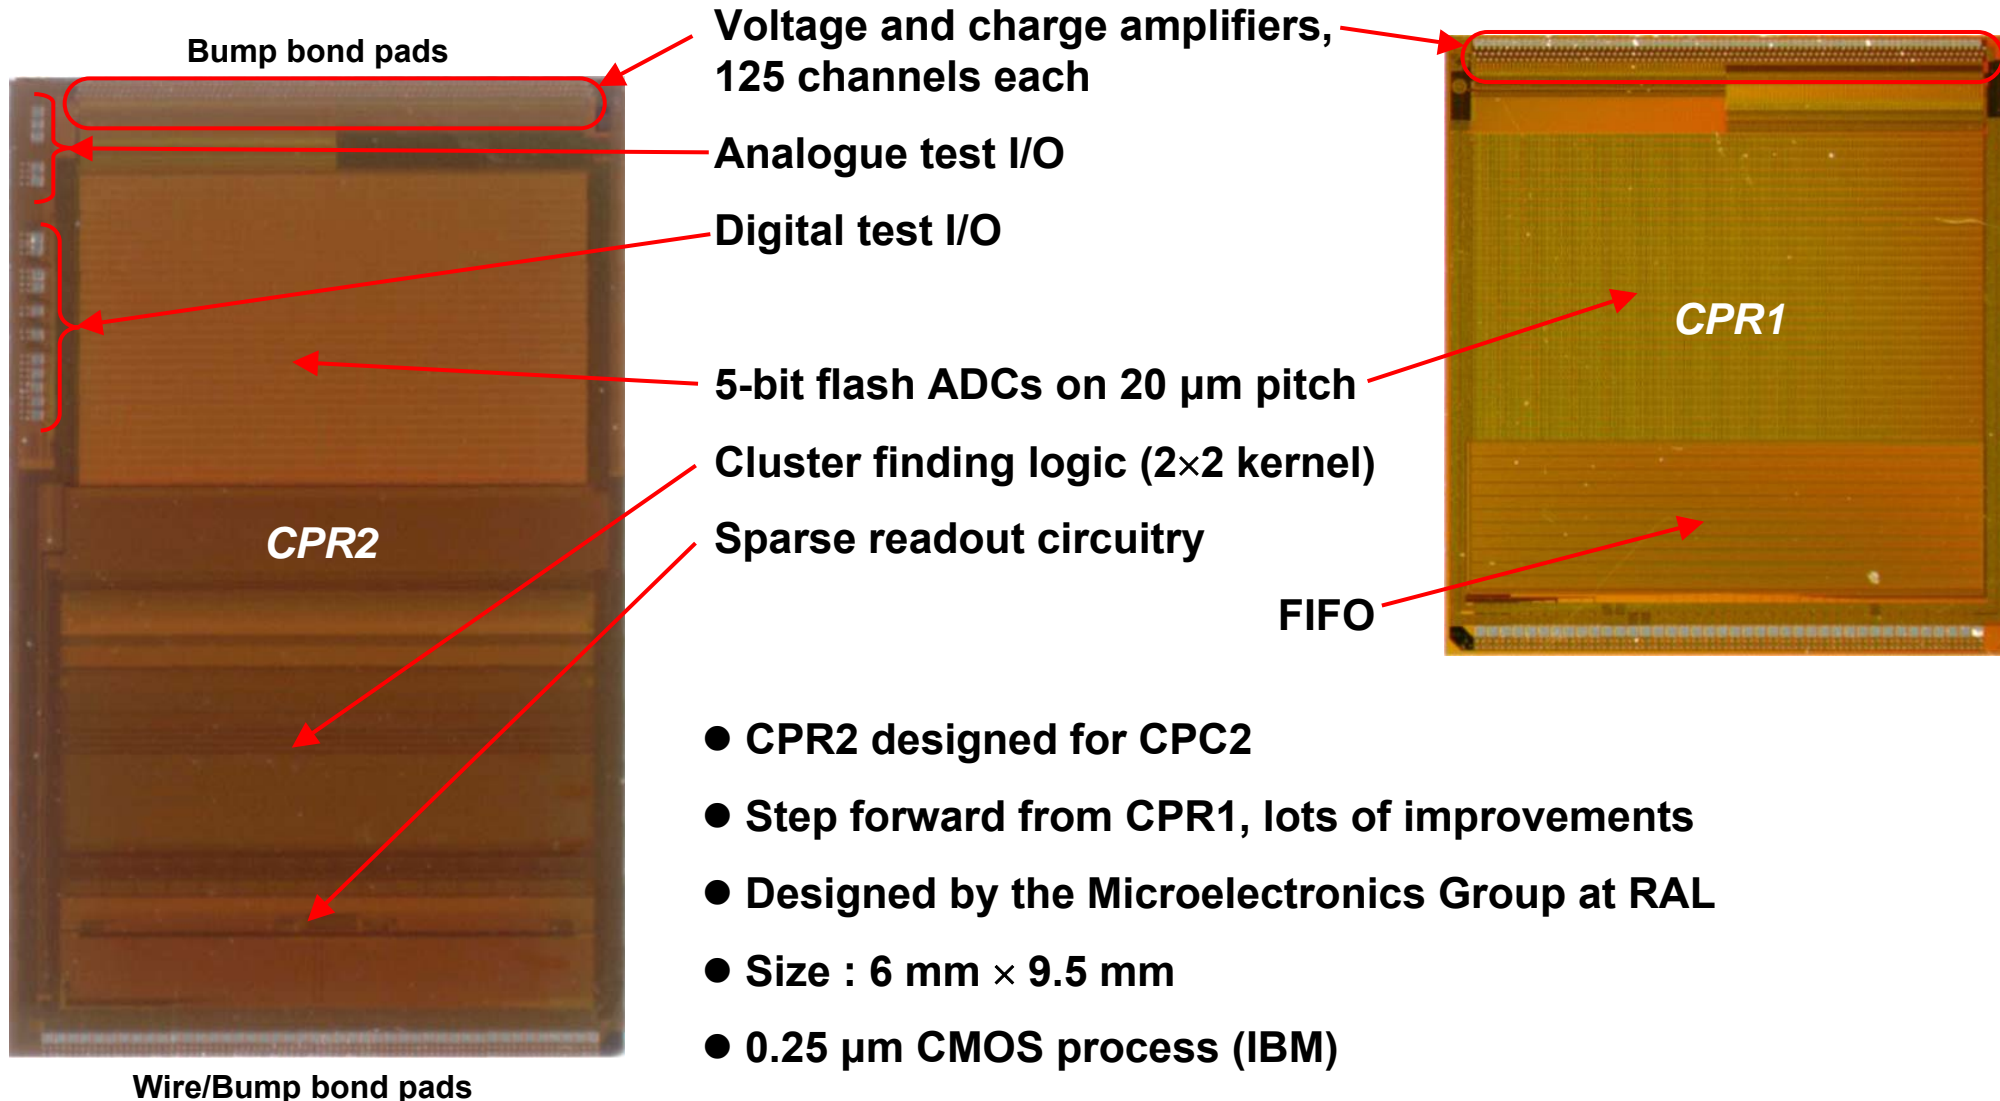 Bump bond pads
Voltage and charge amplifiers,
125 channels each
Analogue test I/O
Digital test I/O
5-bit flash ADCs on 20 µm pitch
Cluster finding logic (2×2 kernel)
Sparse readout circuitry
FIFO
CPR2
CPR1
● CPR2 designed for CPC2
● Step forward from CPR1, lots of improvements
● Designed by the Microelectronics Group at RAL
● Size : 6 mm × 9.5 mm
● 0.25 µm CMOS process (IBM)
Wire/Bump bond pads